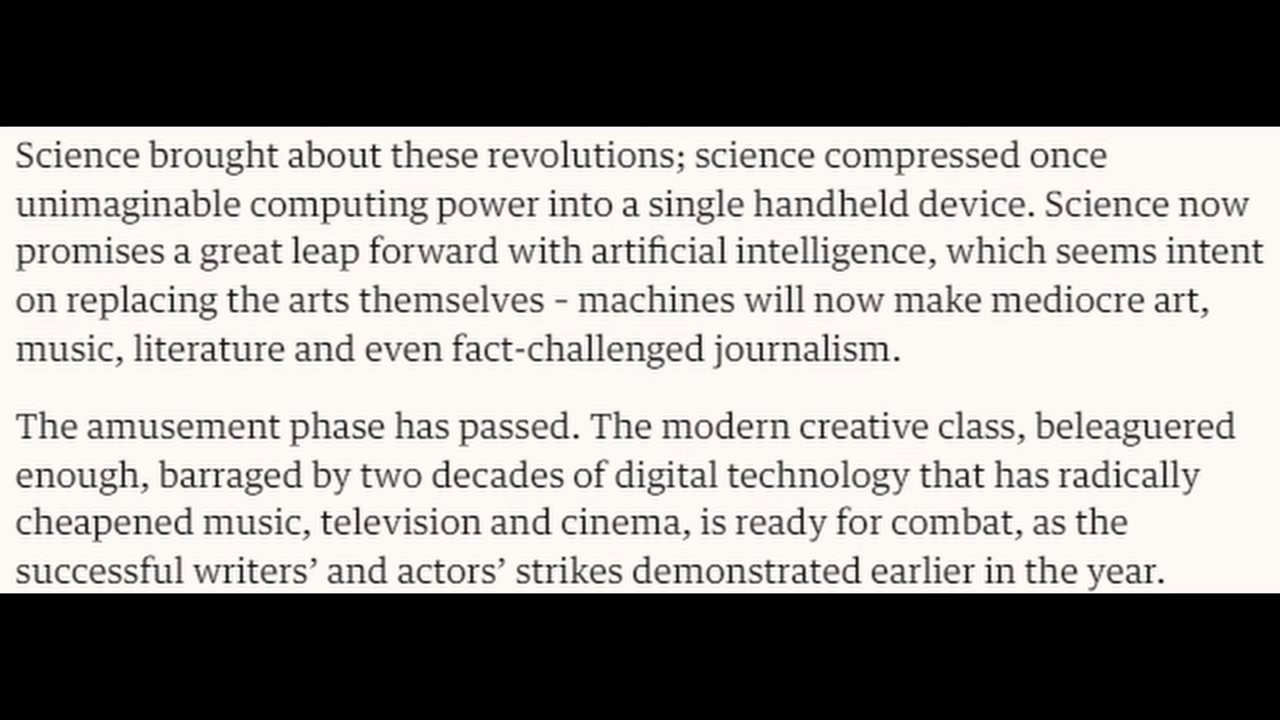 Science brought about these revolutions; science compressed once
unimaginable computing power into a single handheld device. Science now
promises a great leap forward with artificial intelligence, which seems intent
on replacing the arts themselves – machines will now make mediocre art,
music, literature and even fact-challenged journalism.
The amusement phase has passed. The modern creative class, beleaguered
enough, barraged by two decades of digital technology that has radically
cheapened music, television and cinema, is ready for combat, as the
successful writers’ and actors’ strikes demonstrated earlier in the year.